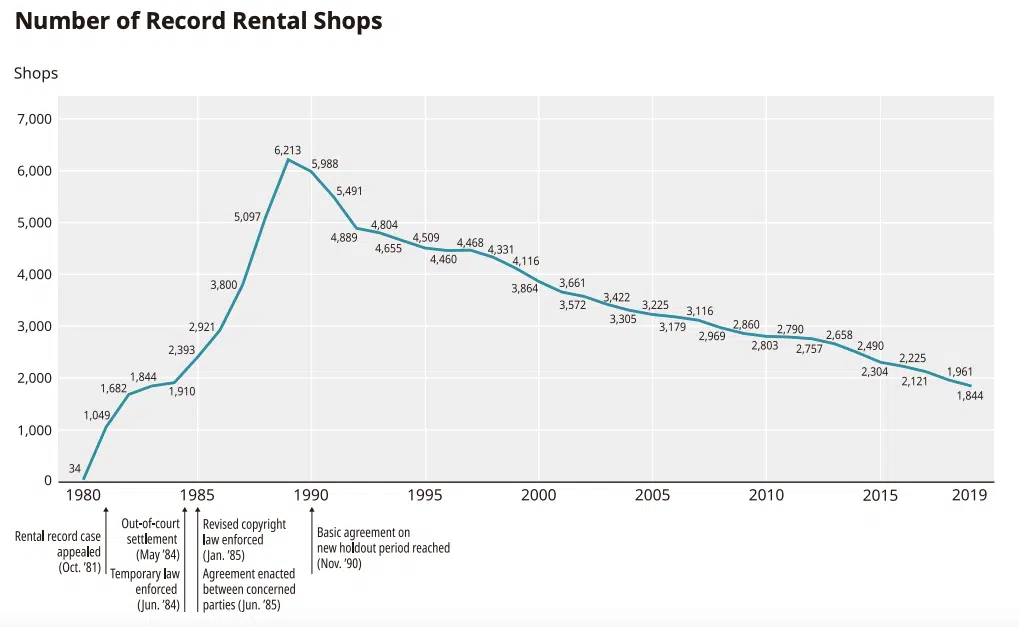 Number of Record Rental Shops
Shops
7,000
6,000
5,000
4,000
3,000
2,000
1,000
0
34
1,049
1,682
1,844
1,910
2,393
2,921
3,800
5,097
6,213
5,988
5,491
4,889
4,804
4,655
4,509
4,460
4,468
4,331
4,116
3,864
3,661
3,572
3,422
3,305
3,225
3,179
3,116
2,969
2,860
2,803
2,790
2,757
2,658
2,490
2,304
2,225
2,121
1,961
1,844
1980 1985 1990 1995 2000 2005 2010 2015 2019
Rental record case
appealed
(Oct. ’81)
Out-of-court
settlement
(May ’84)
Temporary law
enforced
(Jun. ’84)
Revised copyright
law enforced
(Jan. ’85)
Agreement enacted
between concerned
parties (Jun. ’85)
Basic agreement on
new holdout period reached
(Nov. ’90)